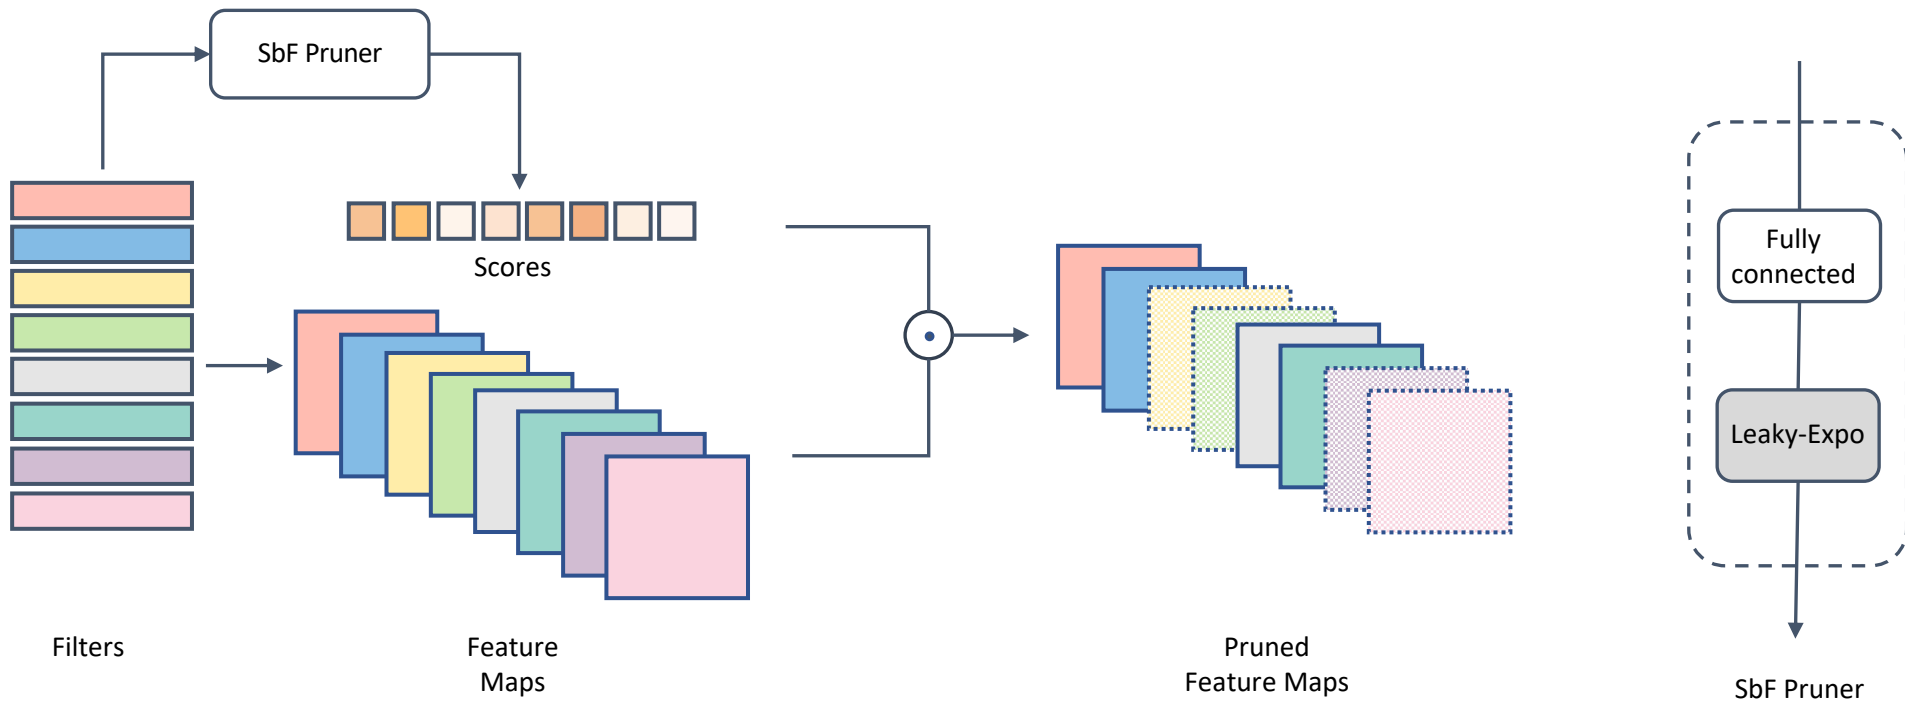 SbF Pruner
Scores
Fully
connected
Leaky-Expo
Filters
Feature
Maps
Pruned
Feature Maps
SbF Pruner